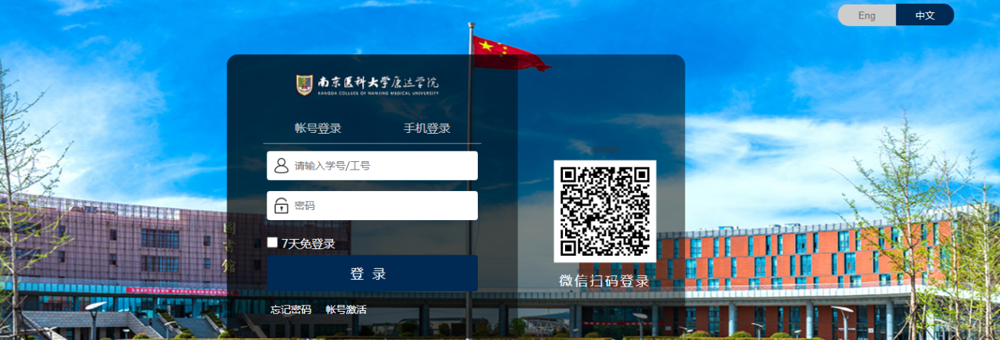 Eng 中文
南京医科大学康达学院
KANGDA COLLEGE OF NANJING MEDICAL UNIVERSITY
帐号登录 手机登录
请输入学号/工号
密码
7天免登录
登 录
忘记密码 帐号激活
微信扫码登录
图书馆